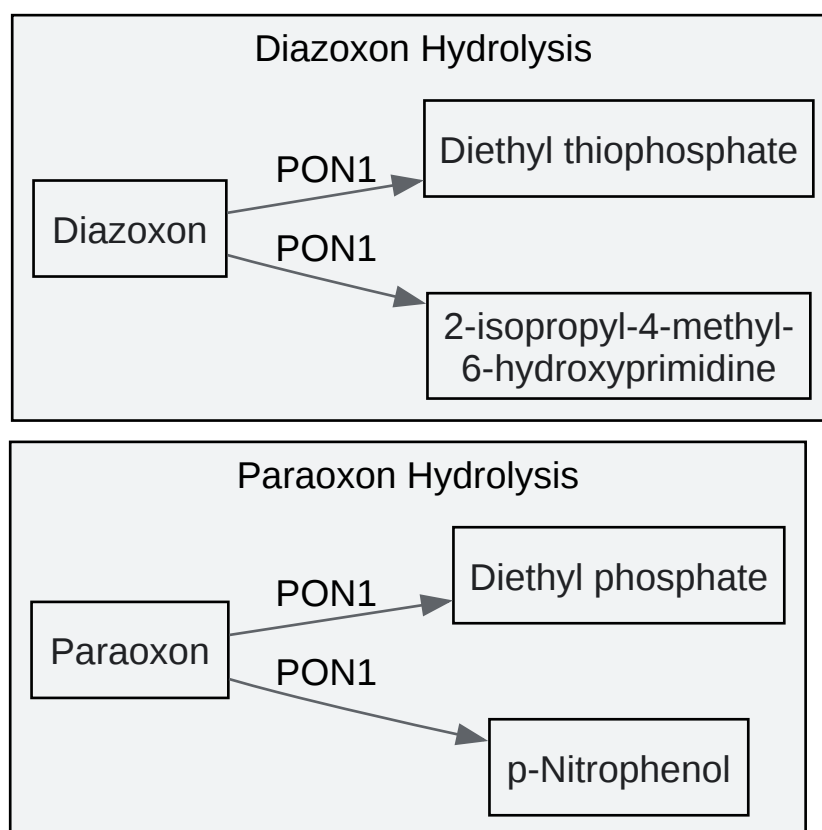 Diazoxon Hydrolysis
Diethyl thiophosphate
PON1
Diazoxon
PON1
2-isopropyl-4-methyl-
6-hydroxyprimidine
Paraoxon Hydrolysis
Diethyl phosphate
PON1
Paraoxon
PON1
p-Nitrophenol